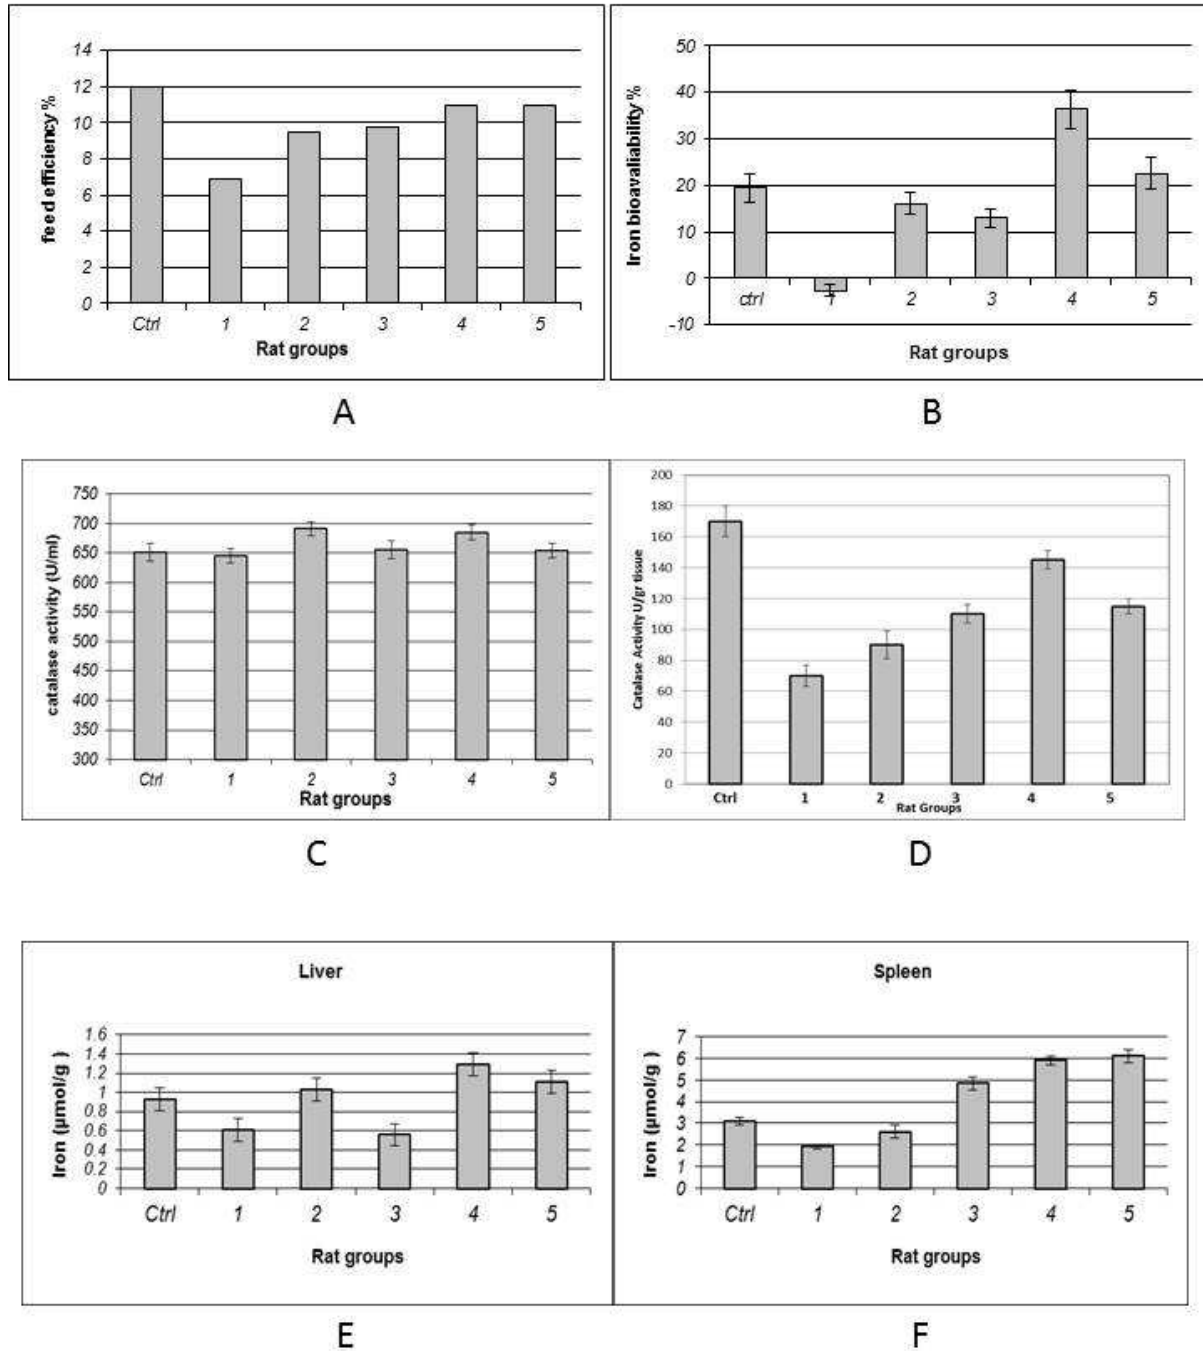 14
12
10
8
6
4
2
0
feed efficiency %
Ctrl 1 2 3 4 5
Rat groups
A
50
40
30
20
10
0
-10
Iron bioavaliability %
ctrl 1 2 3 4 5
Rat groups
B
750
700
650
600
550
500
450
400
350
300
catalase activity (U/ml)
Ctrl 1 2 3 4 5
Rat groups
C
200
180
160
140
120
100
80
60
40
20
0
Catalase Activity U/gr tissue
Ctrl 1 2 3 4 5
Rat Groups
D
Liver
1.6
1.4
1.2
1
0.8
0.6
0.4
0.2
0
Iron (µmol/g )
Ctrl 1 2 3 4 5
Rat groups
E
Spleen
7
6
5
4
3
2
1
0
Iron (µmol/g )
Ctrl 1 2 3 4 5
Rat groups
F